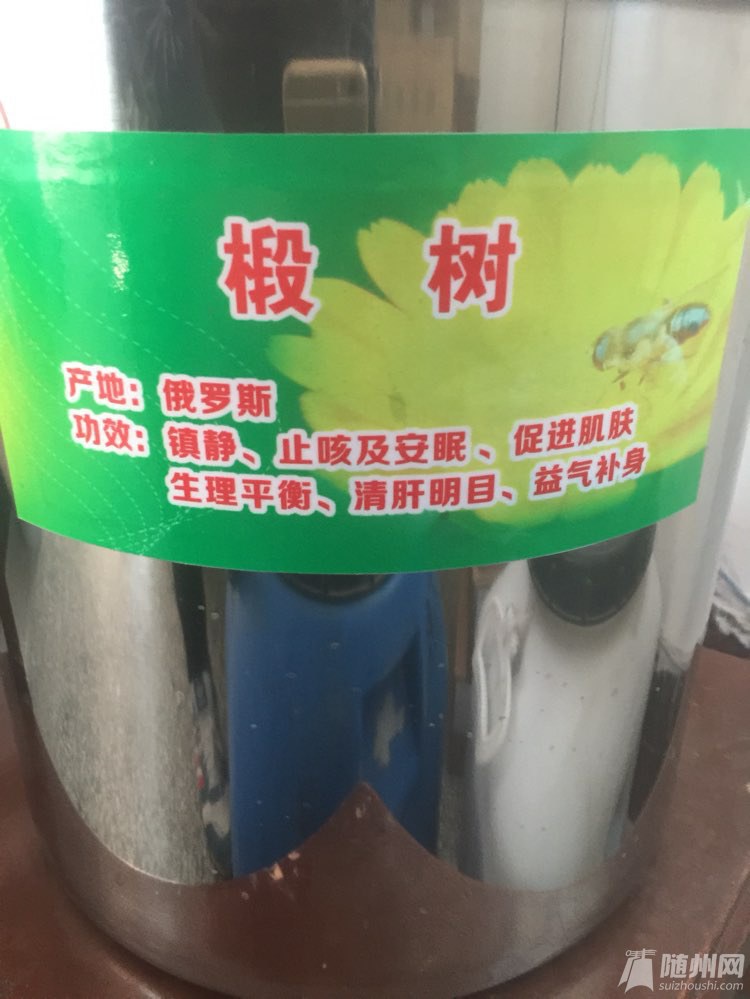 椴树
产地：俄罗斯
功效：镇静、止咳及安眠、促进肌肤
生理平衡、清肝明目、益气补身
随州网
suizhoushi.com